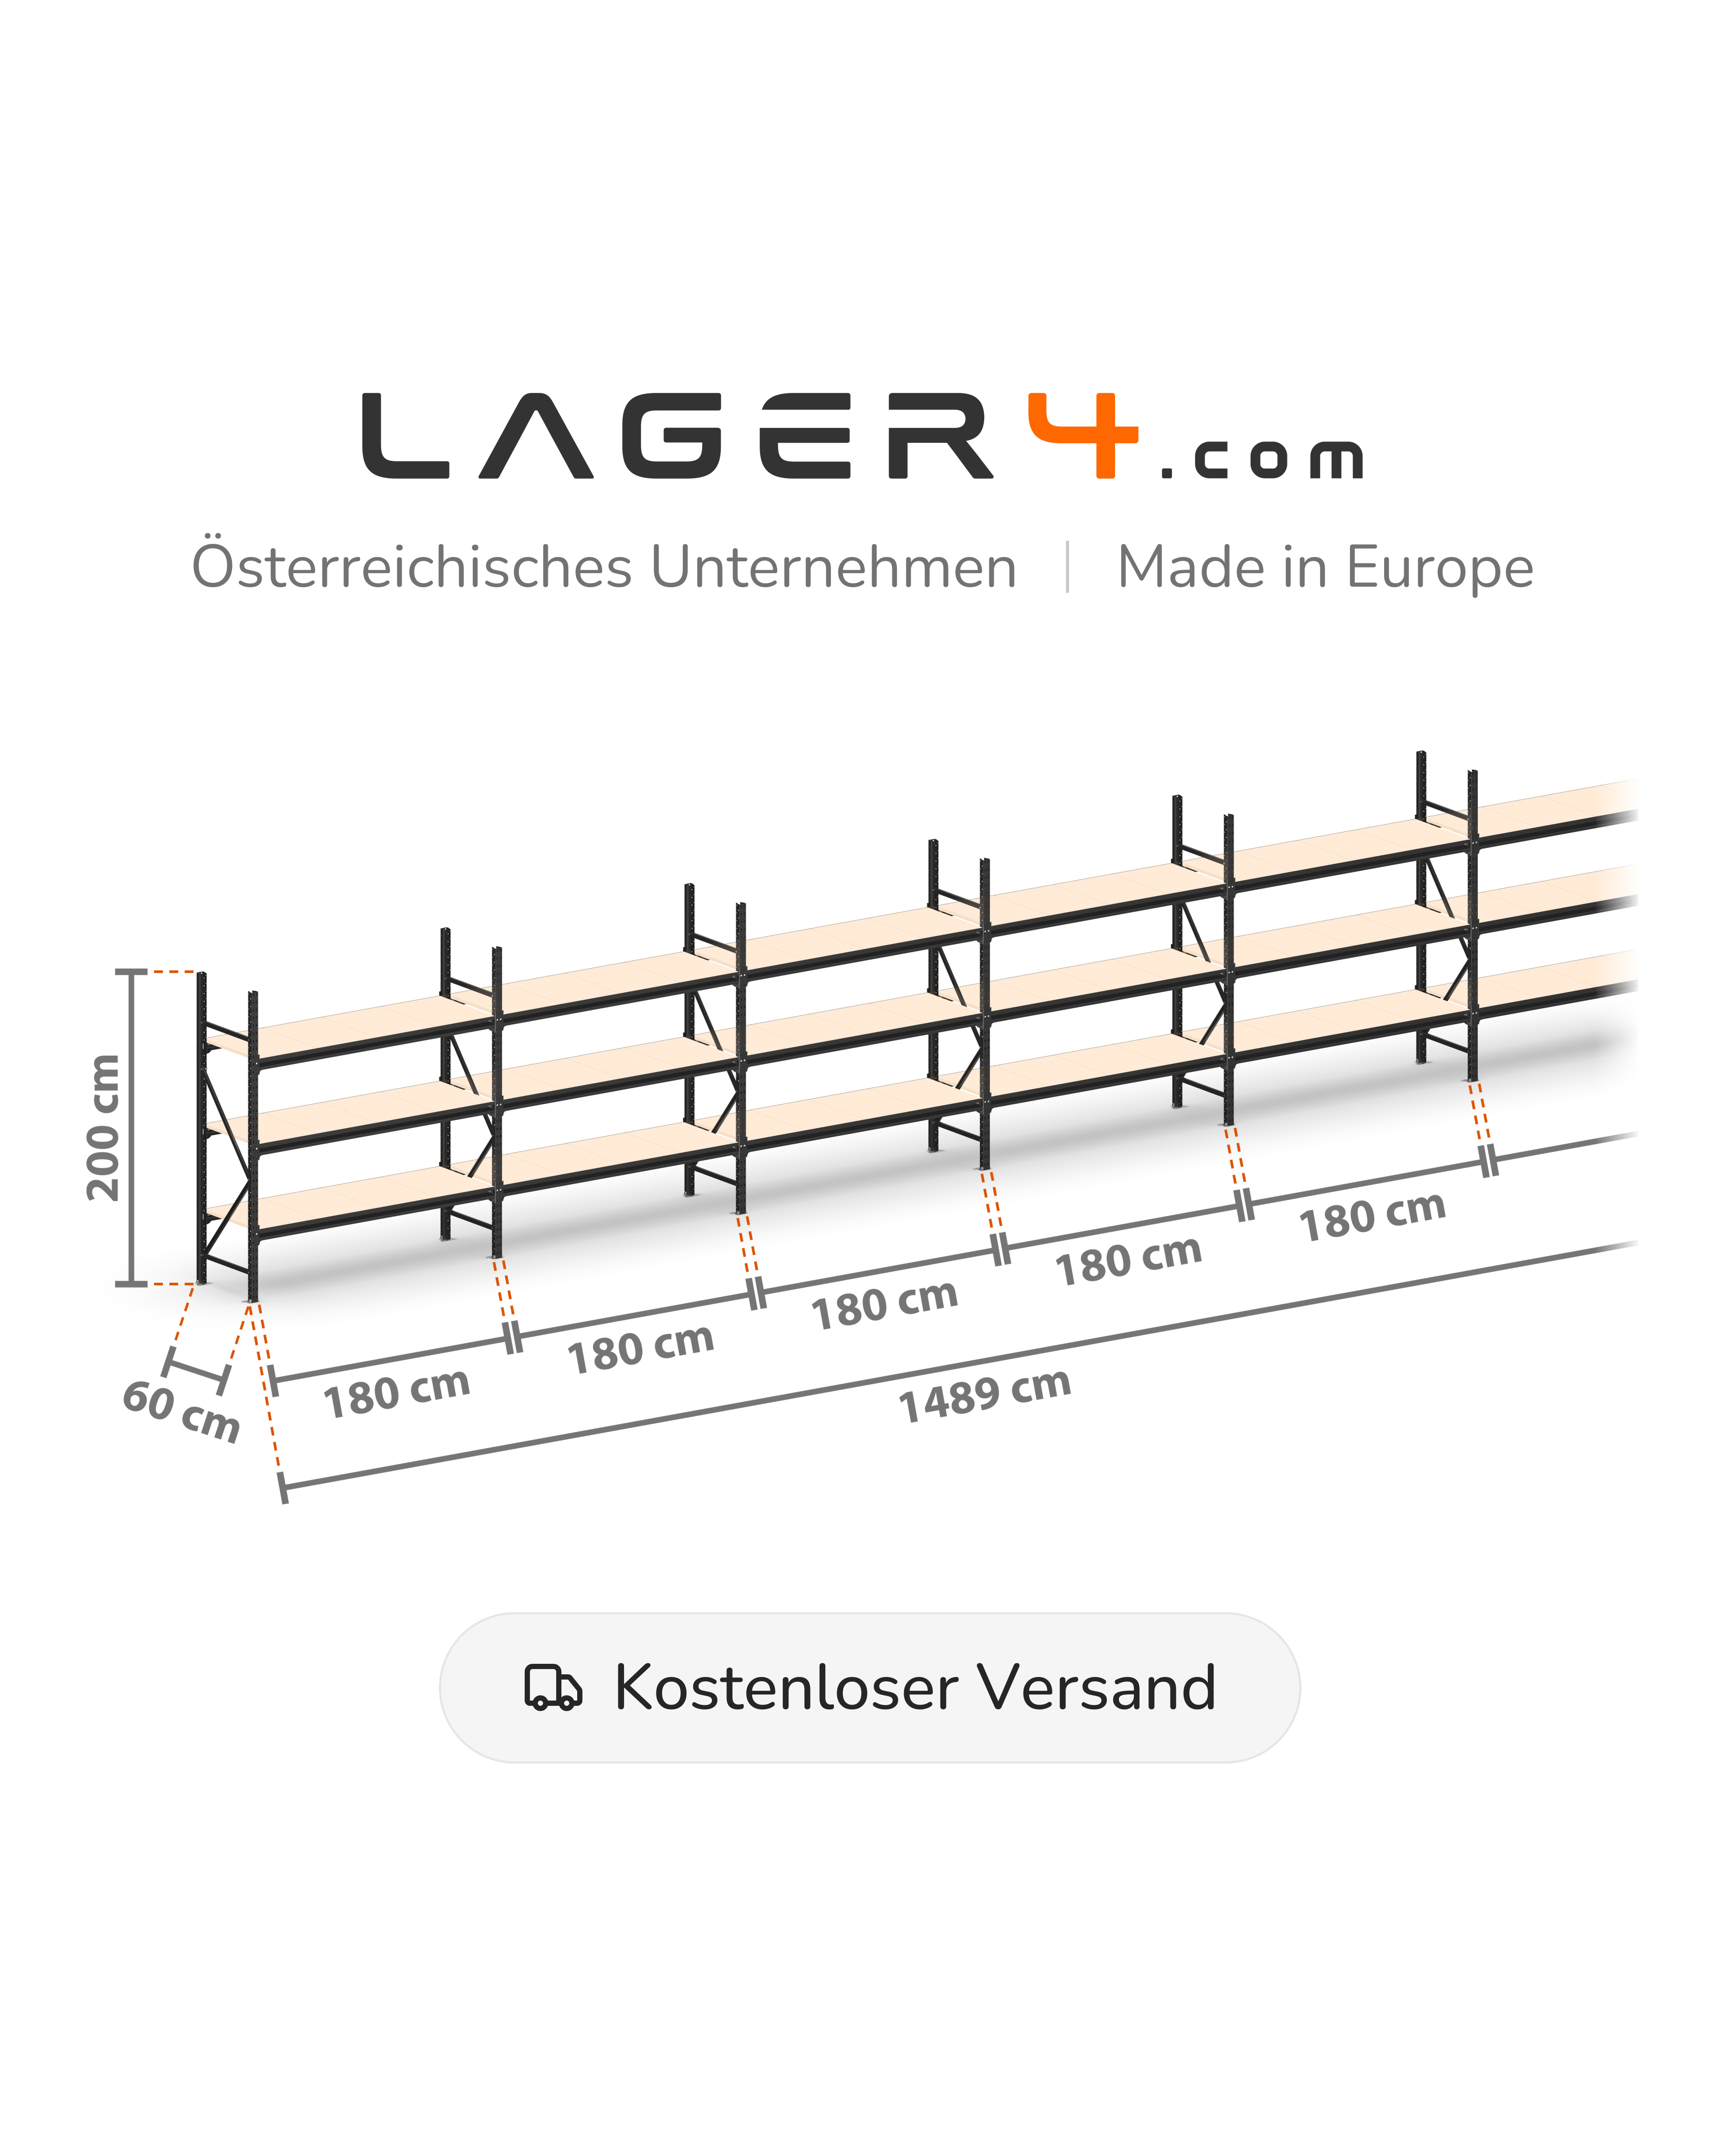 LAGER4.com
Österreichisches Unternehmen | Made in Europe
200 cm
60 cm
180 cm
180 cm
180 cm
180 cm
180 cm
1489 cm
Kostenloser Versand